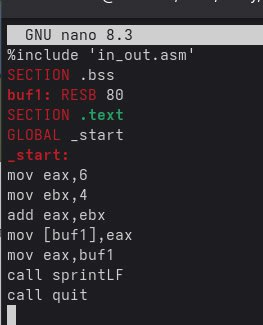 GNU nano 8.3
%include 'in_out.asm'
SECTION .bss
buf1: RESB 80
SECTION .text
GLOBAL _start
_start:
mov eax,6
mov ebx,4
add eax,ebx
mov [buf1],eax
mov eax,buf1
call sprintLF
call quit